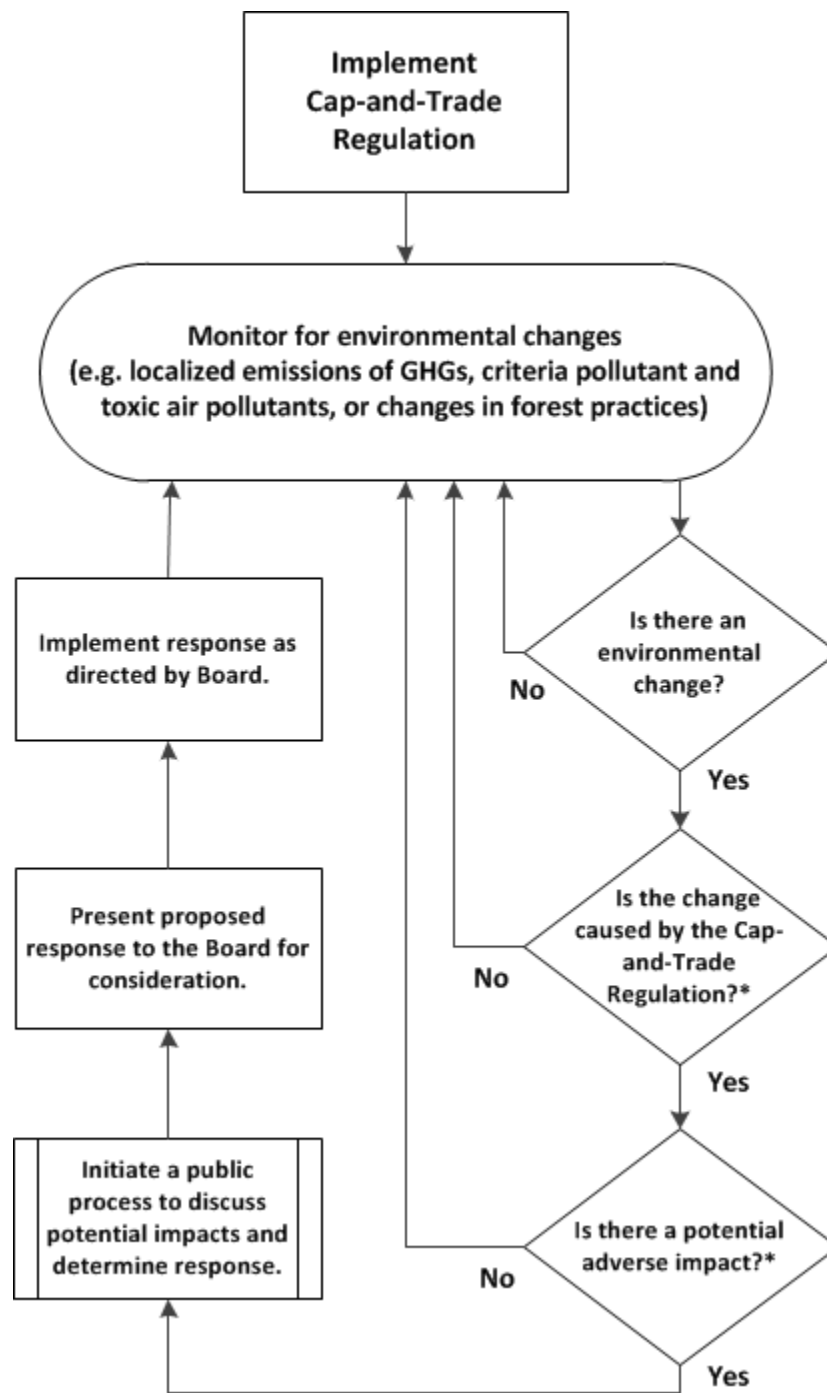 Implement
Cap-and-Trade
Regulation
Monitor for environmental changes
(e.g. localized emissions of GHGs, criteria pollutant and
toxic air pollutants, or changes in forest practices)
Is there an
environmental
change?
No
Yes
Is the change
caused by the Cap-
and-Trade
Regulation?*
No
Yes
Is there a potential
adverse impact?*
No
Yes
Initiate a public
process to discuss
potential impacts and
determine response.
Present proposed
response to the Board for
consideration.
Implement response as
directed by Board.